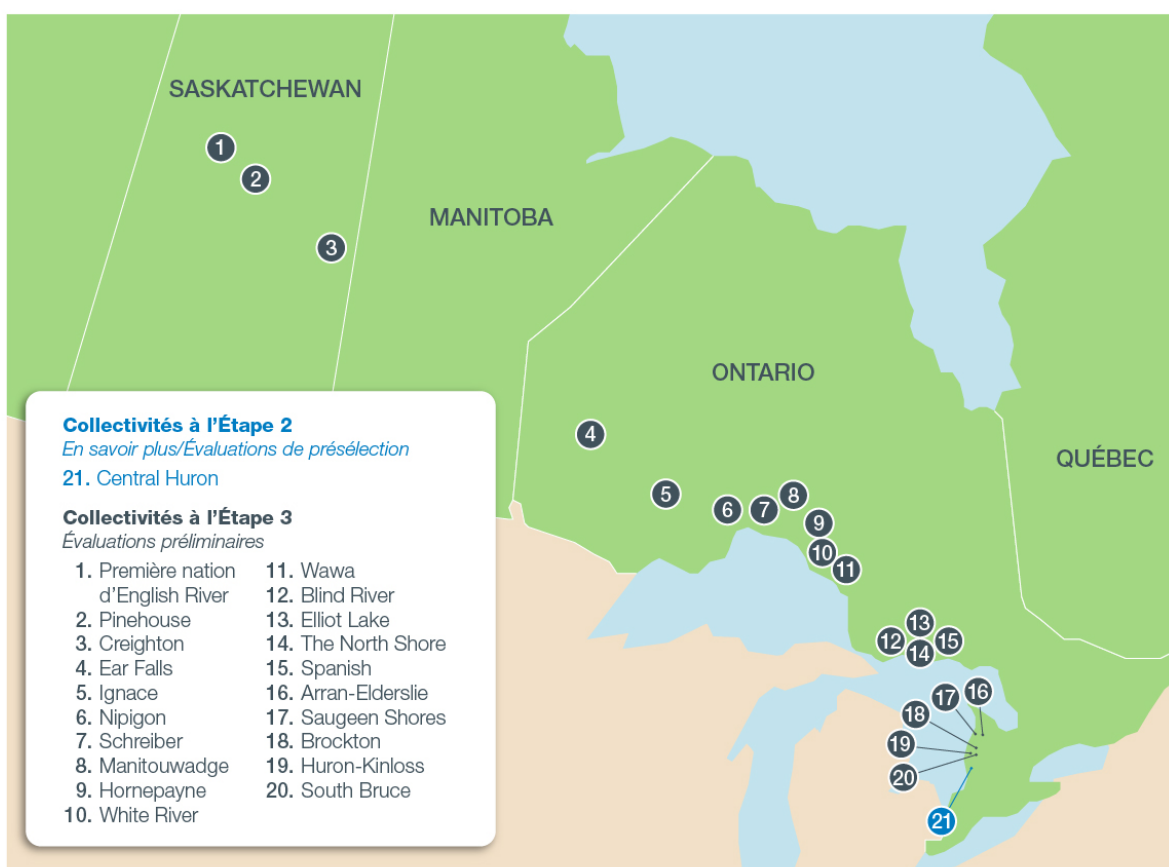 SASKATCHEWAN
1
2
3
MANITOBA
ONTARIO
QUÉBEC
4
5
6
7
8
9
10
11
12
13
14
15
16
17
18
19
20
21
Collectivités à l'Étape 2
En savoir plus/Évaluations de présélection
21. Central Huron
Collectivités à l'Étape 3
Évaluations préliminaires
1. Première nation
d'English River
2. Pinehouse
3. Creighton
4. Ear Falls
5. Ignace
6. Nipigon
7. Schreiber
8. Manitouwadge
9. Hornepayne
10. White River
11. Wawa
12. Blind River
13. Elliot Lake
14. The North Shore
15. Spanish
16. Arran-Elderslie
17. Saugeen Shores
18. Brockton
19. Huron-Kinloss
20. South Bruce